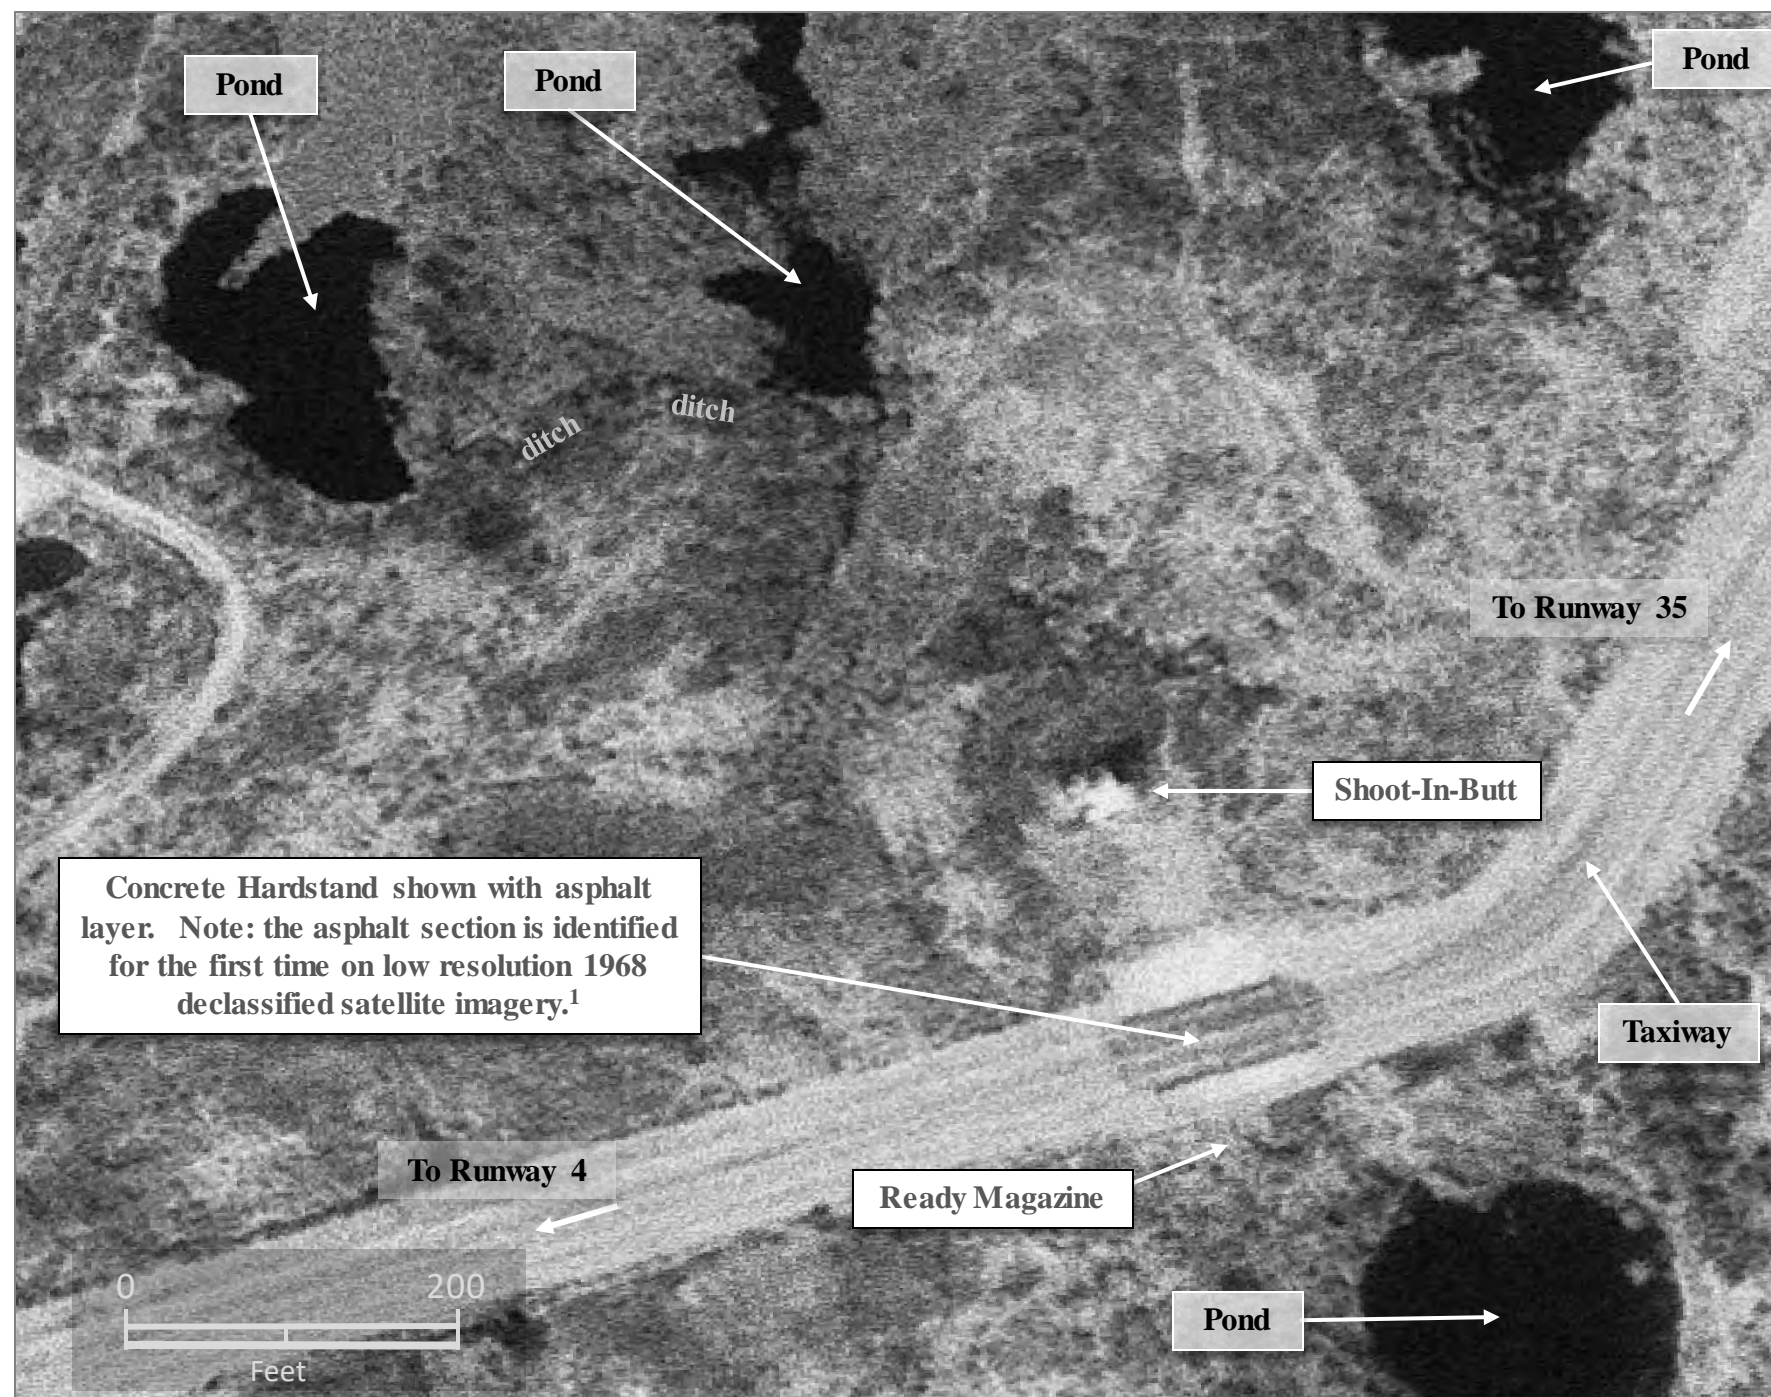 Pond
Pond
Pond
ditch
ditch
To Runway 35
Shoot-In-Butt
Concrete Hardstand shown with asphalt
layer. Note: the asphalt section is identified
for the first time on low resolution 1968
declassified satellite imagery.1
Taxiway
To Runway 4
Ready Magazine
0 200
Feet
Pond